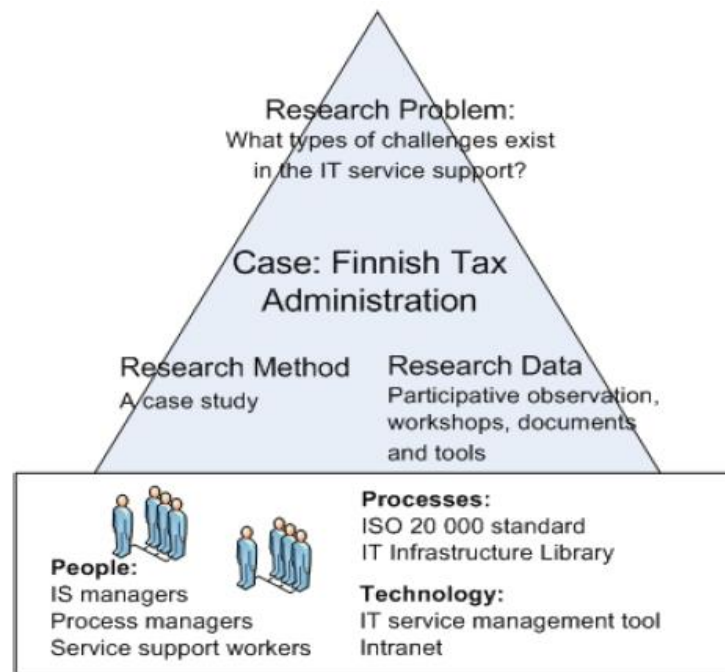 Research Problem:
What types of challenges exist
in the IT service support?
Case: Finnish Tax
Administration
Research Method
A case study
Research Data
Participative observation,
workshops, documents
and tools
People:
IS managers
Process managers
Service support workers
Processes:
ISO 20 000 standard
IT Infrastructure Library
Technology:
IT service management tool
Intranet